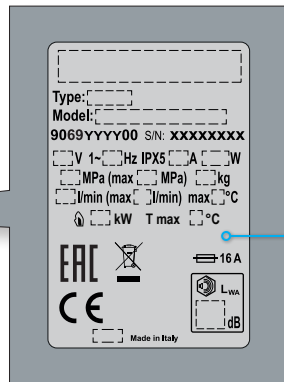 Type:
Model:
9069YYYY00 S/N: XXXXXXXX
V 1~ Hz IPX5 A W
MPa (max MPa) kg
l/min (max l/min) max °C
kW T max °C
16 A
EAC
CE
LWA
dB
Made in Italy